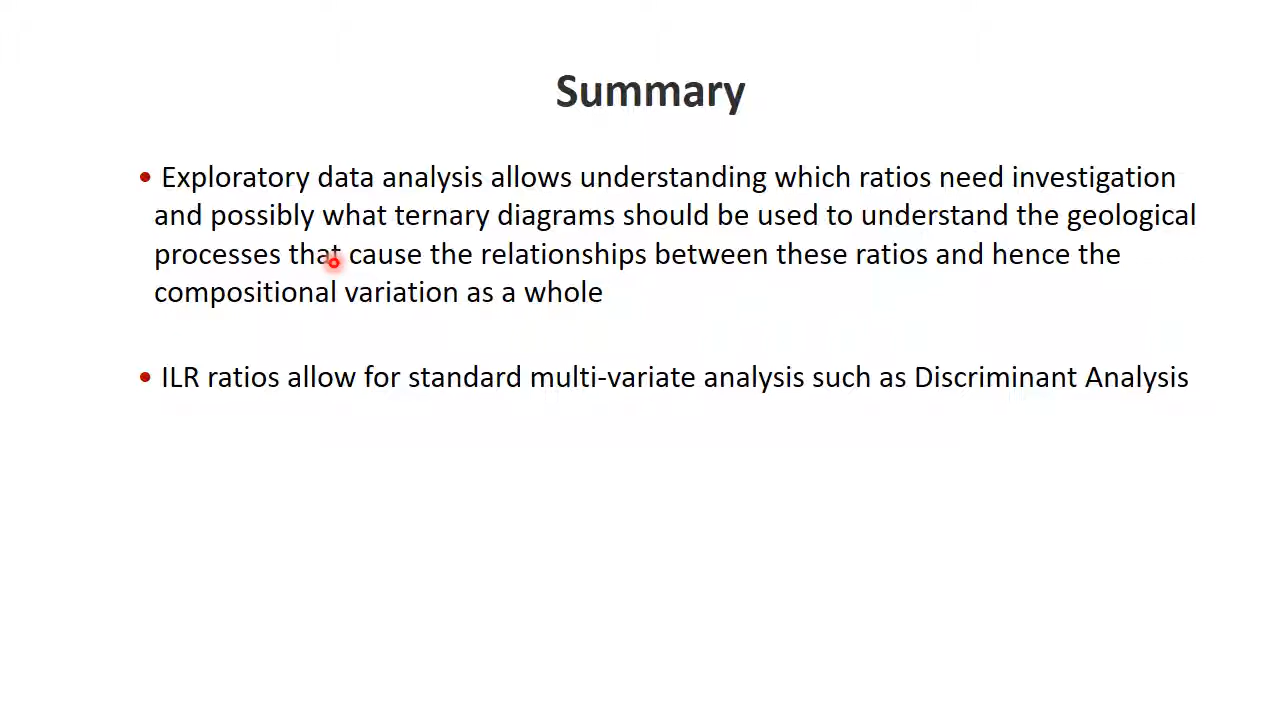 Summary
• Exploratory data analysis allows understanding which ratios need investigation
and possibly what ternary diagrams should be used to understand the geological
processes that cause the relationships between these ratios and hence the
compositional variation as a whole
• ILR ratios allow for standard multi-variate analysis such as Discriminant Analysis